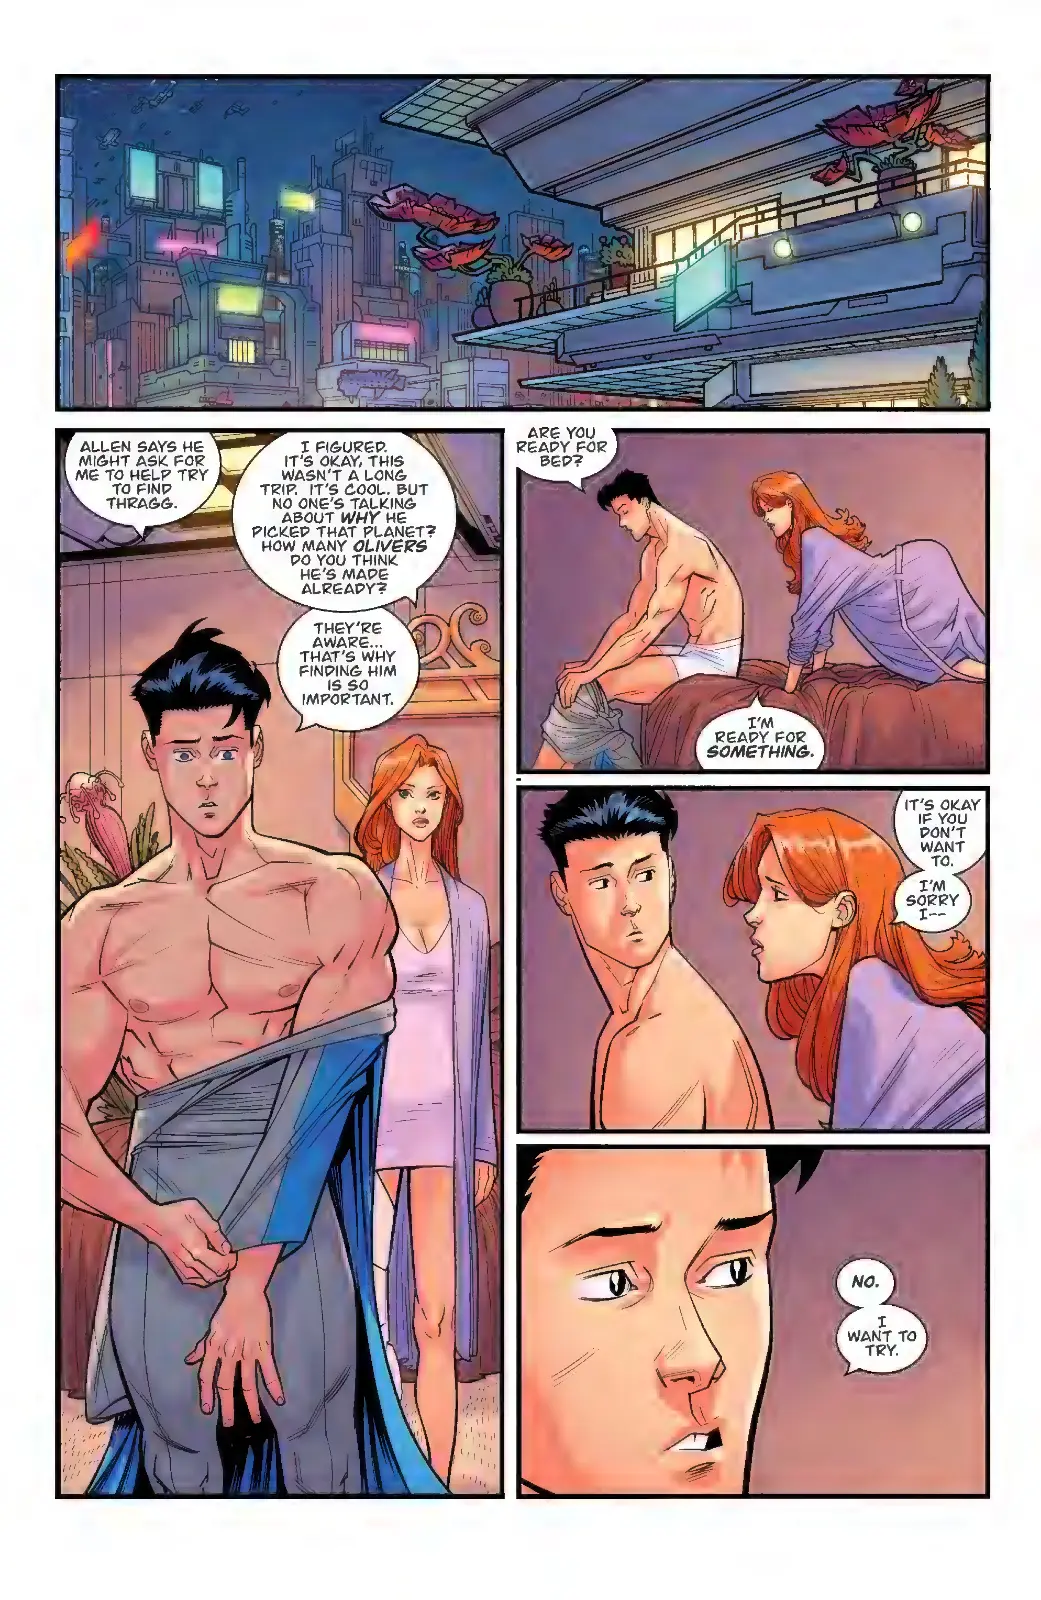 ALLEN SAYS HE
MIGHT ASK FOR
ME TO HELP TRY
TO FIND
THRAGG.
I FIGURED.
IT'S OKAY, THIS
WASN'T A LONG
TRIP. IT'S COOL. BUT
NO ONE'S TALKING
ABOUT WHY HE
PICKED THAT PLANET?
HOW MANY OLIVERS
DO YOU THINK
HE'S MADE
ALREADY?
THEY'RE
AWARE...
THAT'S WHY
FINDING HIM
IS SO
IMPORTANT.
ARE YOU
READY FOR
BED?
I'M
READY FOR
SOMETHING.
IT'S OKAY
IF YOU
DON'T
WANT
TO.
I'M
SORRY
I--
NO.
I
WANT TO
TRY.